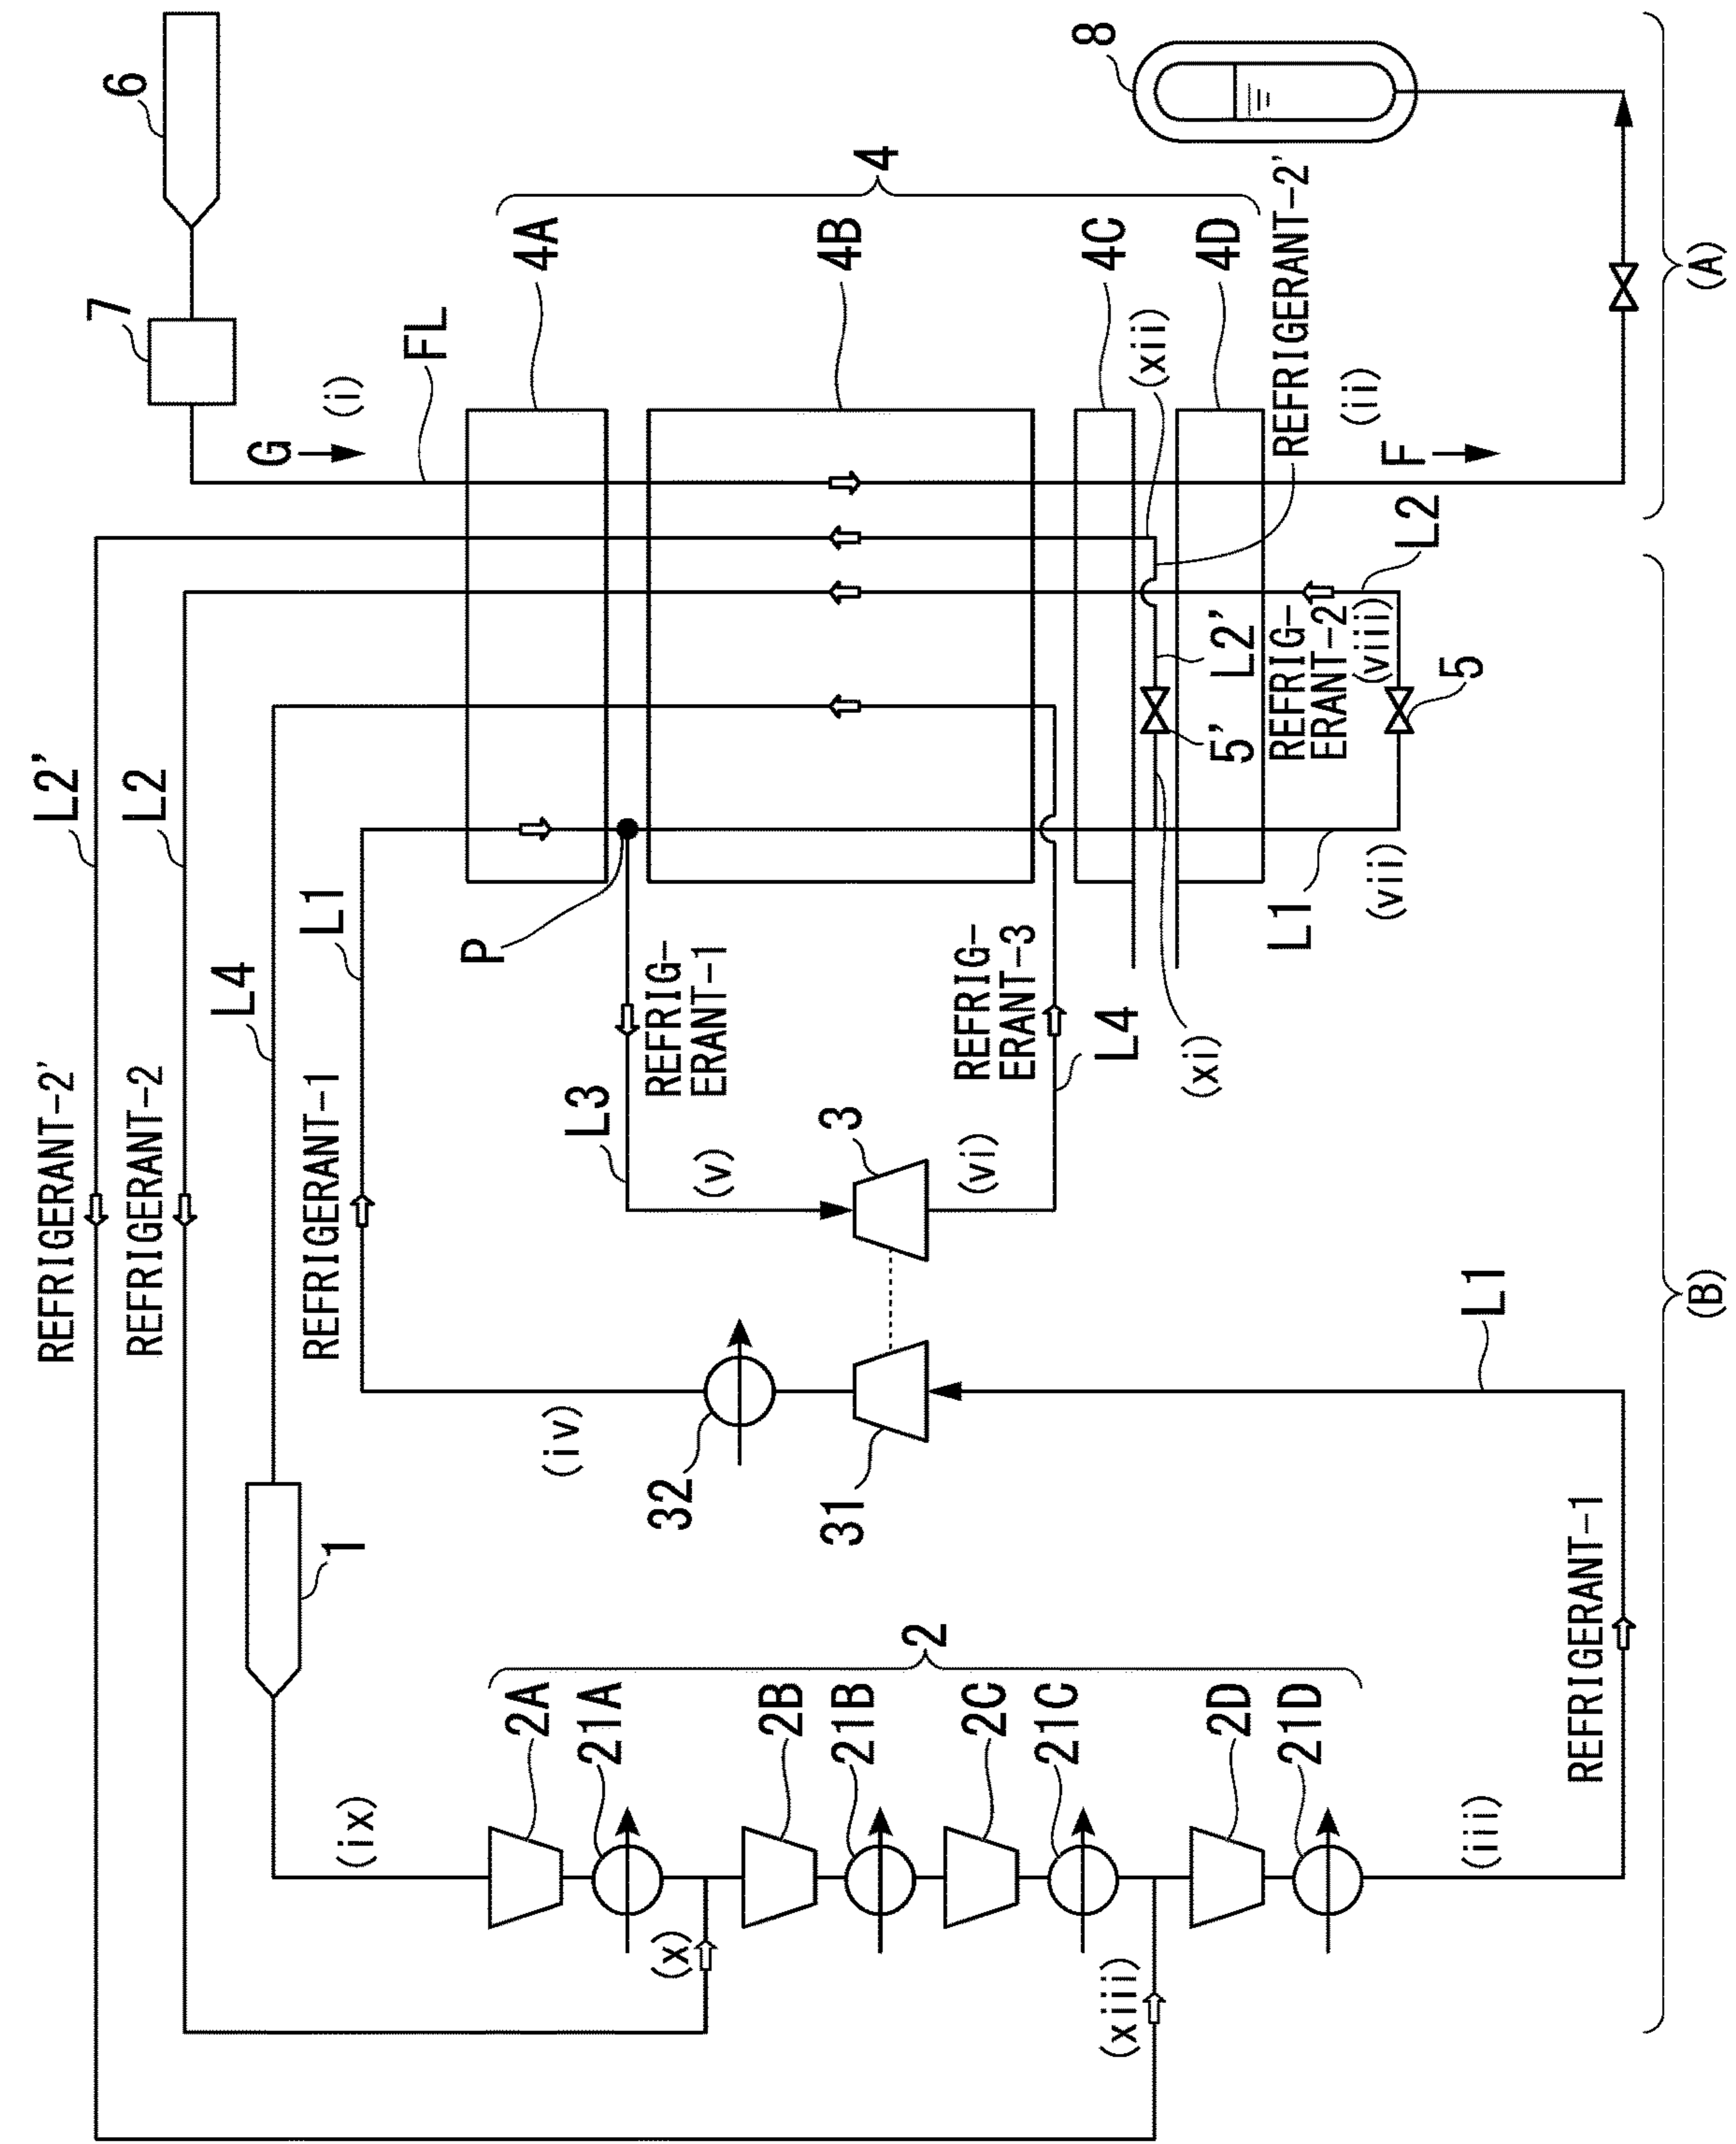 REFRIGERANT-2'
L2'
REFRIGERANT-2
L2
7
6
L4
G
REFRIGERANT-1
L1
1
(i)
(ix)
FL
P
2A
4A
(iv)
21A
L3
REFRIG-
ERANT-1
32
(x)
(v)
2B
31
3
4B
21B
4
2
2C
(vi)
REFRIG-
ERANT-3
21C
8
4C
L4
(xiii)
(xii)
(xi)
2D
5'
L2'
4D
REFRIGERANT-2'
L1
REFRIG-
ERANT-2
21D
(ii)
(viii)
(vii)
F
L2
5
(iii)
L1
REFRIGERANT-1
(B)
(A)